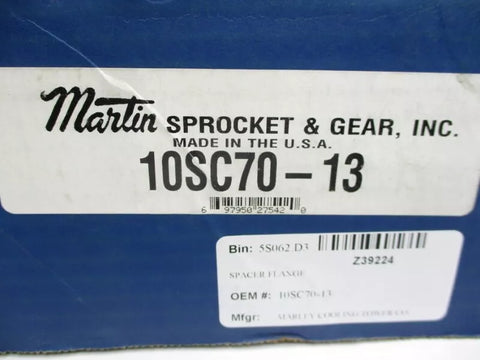 Martin SPROCKET & GEAR, INC.
MADE IN THE U.S.A.
10SC70-13
6 97950 27542 0
Bin: 5S062 D3
Z39224
SPACER FLANGE
OEM #: 10SC70-13
Mfgr: MARLEY COOLING TOWER CO.